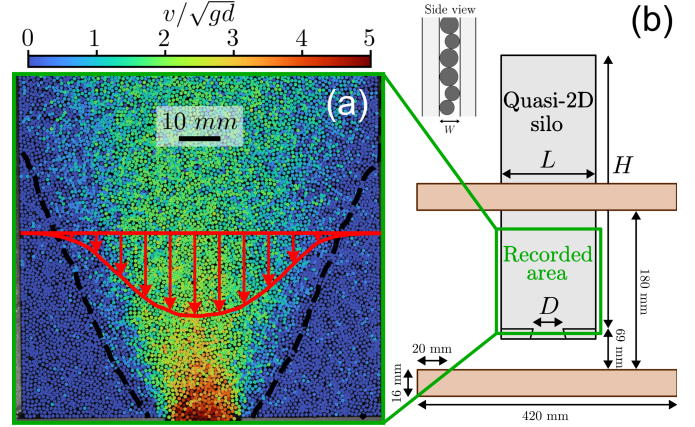 v/√gd
0 1 2 3 4 5
(a)
10 mm
Side view
W
(b)
Quasi-2D
silo
L
H
Recorded
area
D
180 mm
69 mm
20 mm
16 mm
420 mm